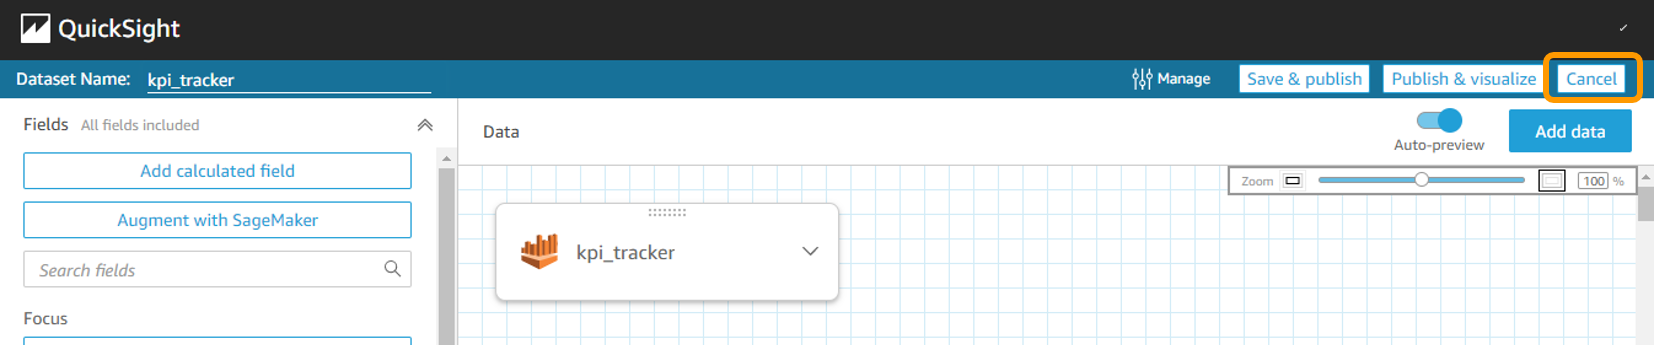 QuickSight
Dataset Name: kpi_tracker
Manage
Save & publish
Publish & visualize
Cancel
Fields All fields included
Add calculated field
Augment with SageMaker
Search fields
Focus
Data
Auto-preview
Add data
Zoom 100 %
kpi_tracker